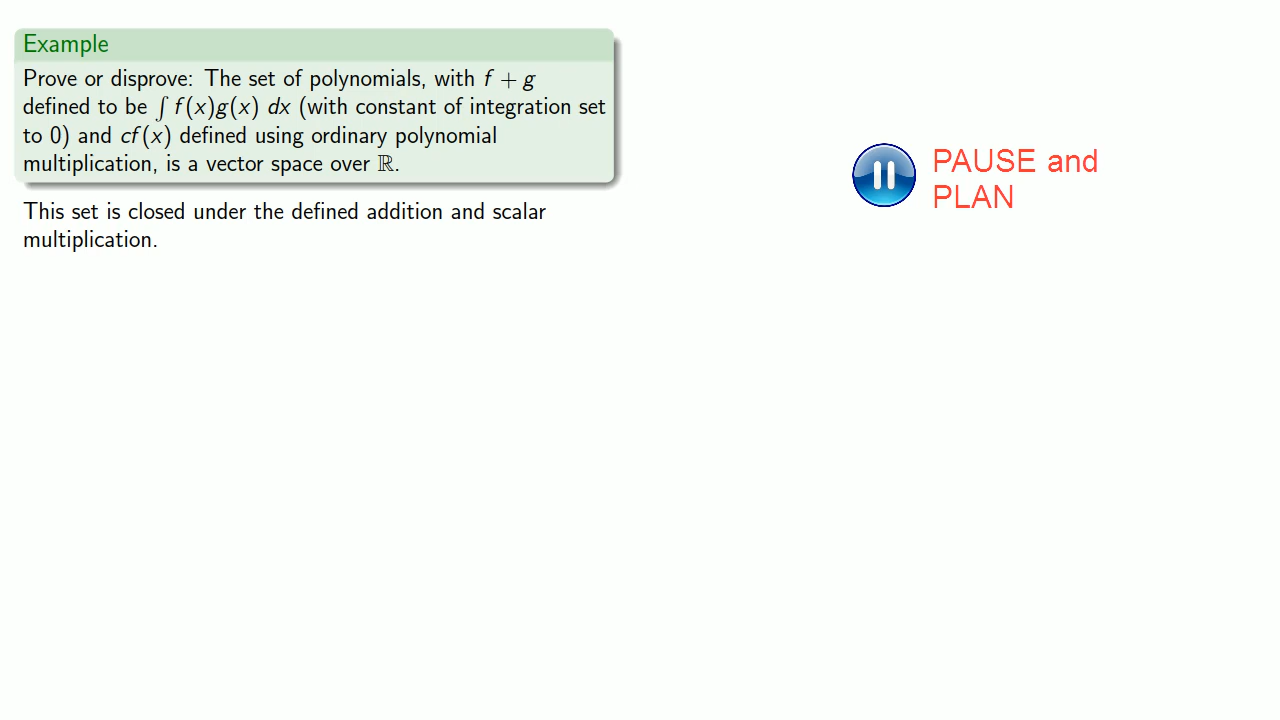 Example
Prove or disprove: The set of polynomials, with f + g
defined to be ∫ f(x)g(x) dx (with constant of integration set
to 0) and cf(x) defined using ordinary polynomial
multiplication, is a vector space over ℝ.
This set is closed under the defined addition and scalar
multiplication.
PAUSE and
PLAN